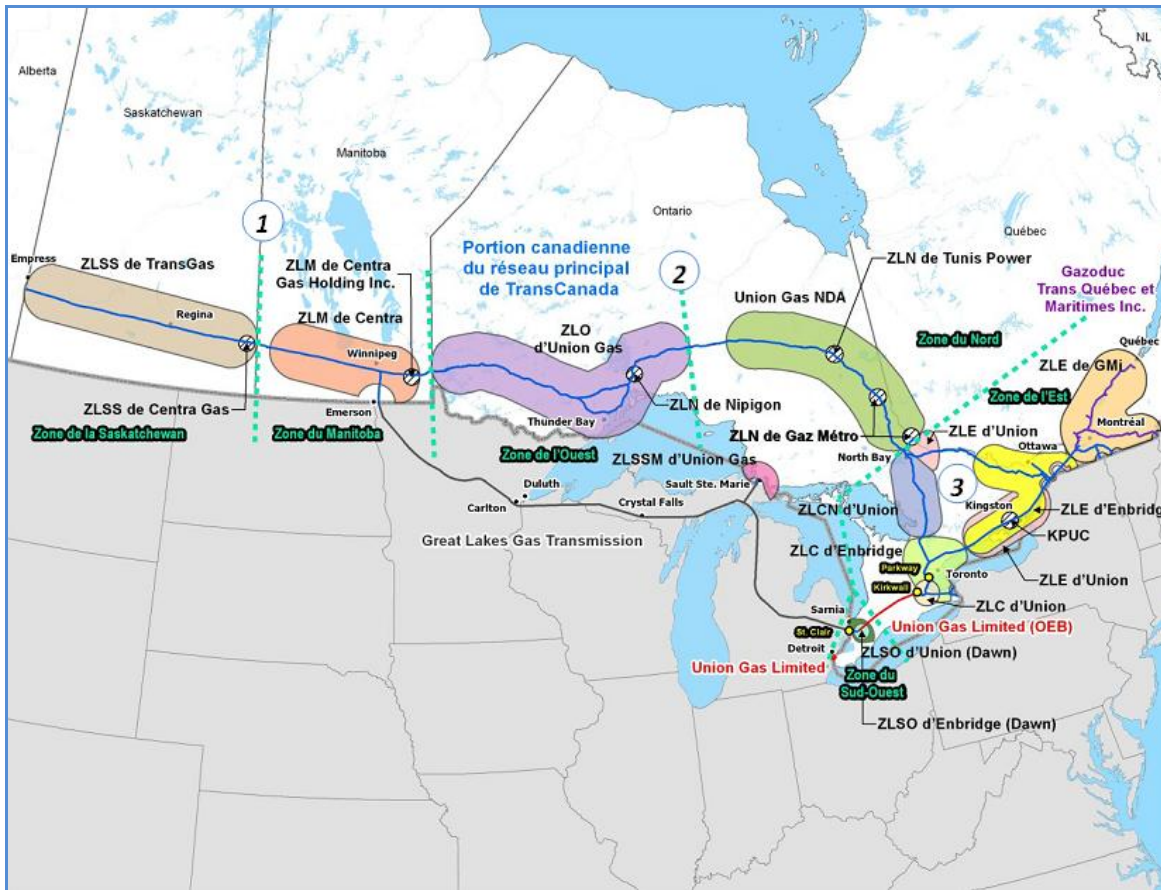 NL
Alberta
Saskatchewan
Manitoba
Ontario
Québec
1
Empress
ZLSS de TransGas
ZLM de Centra
Gas Holding Inc.
Portion canadienne
du réseau principal
de TransCanada
2
ZLN de Tunis Power
Gazoduc
Trans Québec et
Maritimes Inc.
Union Gas NDA
Regina
ZLM de Centra
ZLO
d'Union Gas
Zone du Nord
Québec
Winnipeg
ZLE de GMi
Zone de l'Est
ZLSS de Centra Gas
Emerson
ZLN de Nipigon
Thunder Bay
ZLN de Gaz Métro
ZLE d'Union
Ottawa
Montréal
Zone de la Saskatchewan
Zone du Manitoba
Zone de l'Ouest
ZLSSM d'Union Gas
North Bay
3
Duluth
Sault Ste. Marie
Carlton
Crystal Falls
ZLCN d'Union
Kingston
ZLE d'Enbridge
KPUC
Great Lakes Gas Transmission
ZLC d'Enbridge
Parkway
Toronto
ZLE d'Union
Kirkwall
ZLC d'Union
Sarnia
Union Gas Limited (OEB)
St. Clair
Detroit
ZLSO d'Union (Dawn)
Union Gas Limited
Zone du
Sud-Ouest
ZLSO d'Enbridge (Dawn)